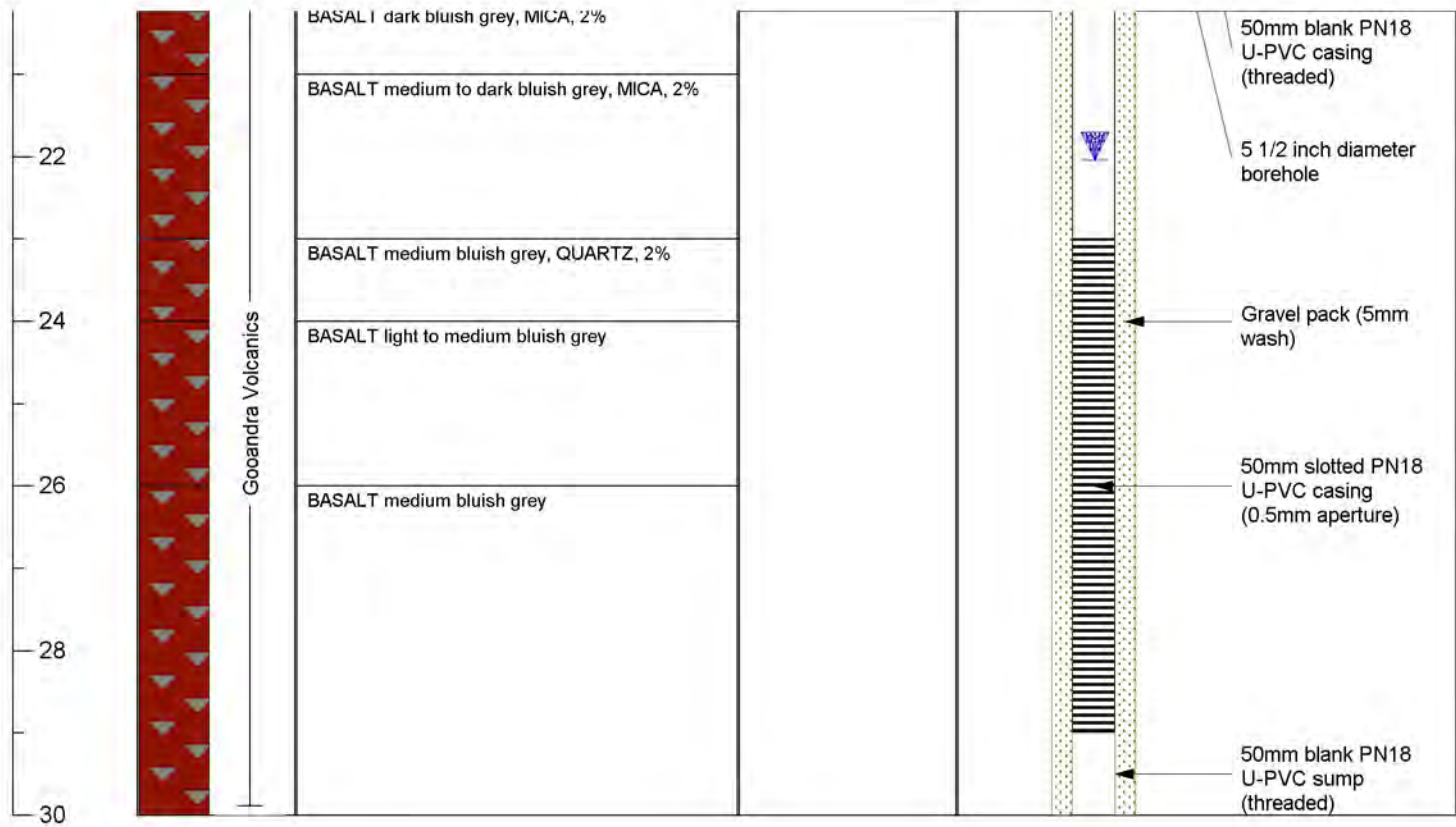 BASALT dark bluish grey, MICA, 2%
50mm blank PN18
U-PVC casing
(threaded)
BASALT medium to dark bluish grey, MICA, 2%
22
5 1/2 inch diameter
borehole
BASALT medium bluish grey, QUARTZ, 2%
24
BASALT light to medium bluish grey
Gravel pack (5mm
wash)
Gooandra Volcanics
26
BASALT medium bluish grey
50mm slotted PN18
U-PVC casing
(0.5mm aperture)
28
50mm blank PN18
U-PVC sump
(threaded)
30